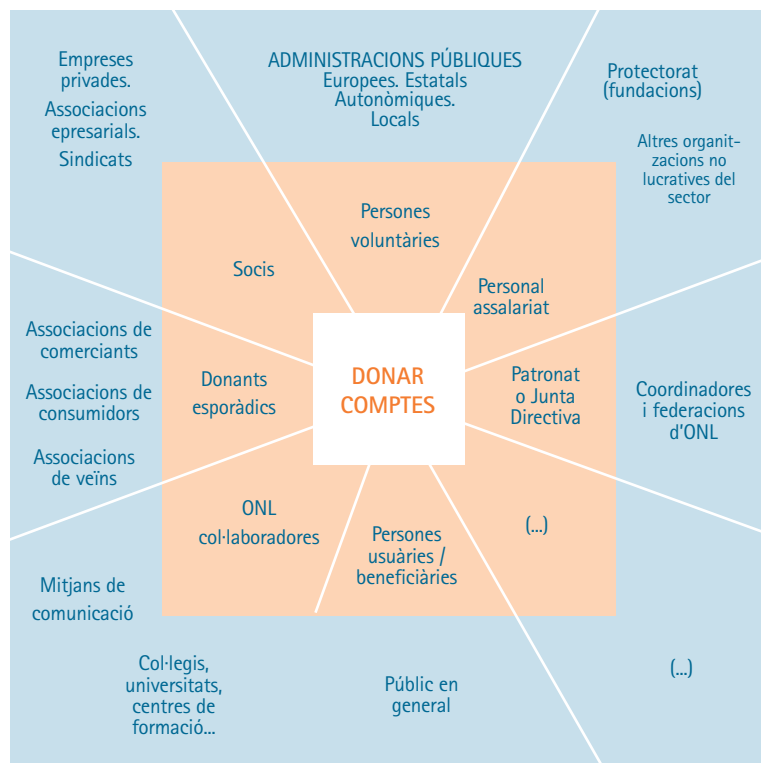 Empreses
privades.
Associacions
epresarials.
Sindicats
ADMINISTRACIONS PÚBLIQUES
Europees. Estatals
Autonòmiques.
Locals
Protectorat
(fundacions)
Altres organit-
zacions no
lucratives del
sector
Persones
voluntàries
Socis
Personal
assalariat
Associacions de
comerciants
Associacions de
consumidors
Associacions
de veïns
Donants
esporàdics
DONAR
COMPTES
Patronat
o Junta
Directiva
Coordinadores
i federacions
d'ONL
ONL
col·laboradores
Persones
usuàries /
beneficiàries
(...)
Mitjans de
comunicació
Col·legis,
universitats,
centres de
formació...
Públic en
general
(...)